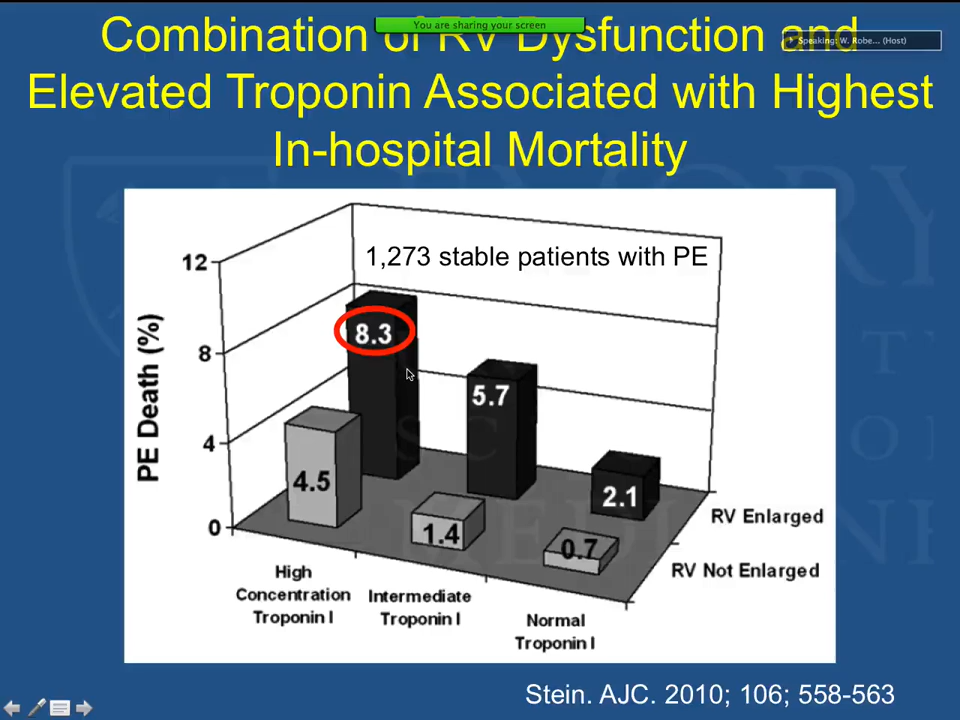 You are sharing your screen
Speaking: W. Robe... (Host)
Combination of RV Dysfunction and
Elevated Troponin Associated with Highest
In-hospital Mortality
1,273 stable patients with PE
12
8
4
0
PE Death (%)
8.3
5.7
2.1
4.5
1.4
0.7
RV Enlarged
RV Not Enlarged
High
Concentration
Troponin I
Intermediate
Troponin I
Normal
Troponin I
Stein. AJC. 2010; 106; 558-563